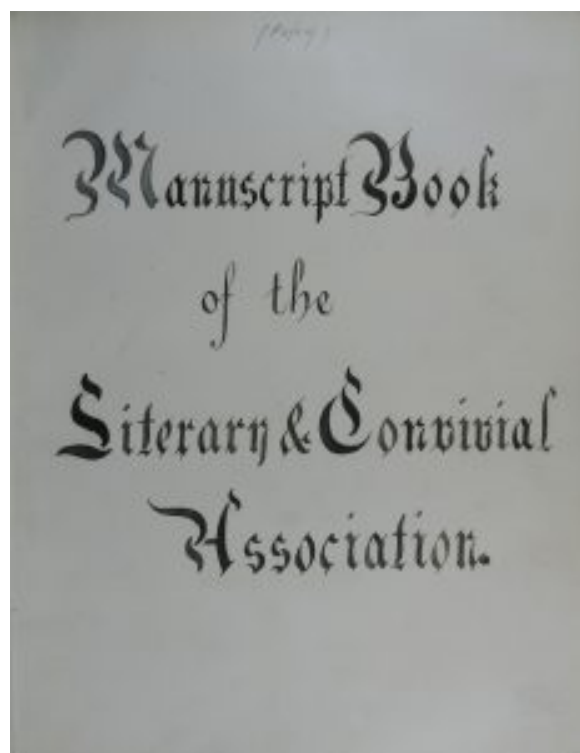 Manuscript Book
of the
Literary & Convivial
Association.